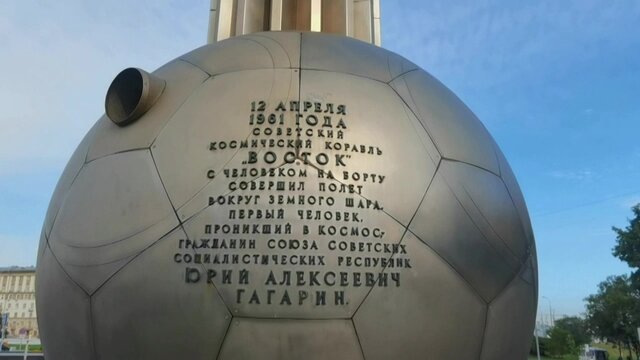 12 АПРЕЛЯ
1961 ГОДА
СОВЕТСКИЙ
КОСМИЧЕСКИЙ КОРАБЛЬ
„ВОСТОК"
С ЧЕЛОВЕКОМ НА БОРТУ
СОВЕРШИЛ ПОЛЕТ
ВОКРУГ ЗЕМНОГО ШАРА.
ПЕРВЫЙ ЧЕЛОВЕК,
ПРОНИКШИЙ В КОСМОС,-
ГРАЖДАНИН СОЮЗА СОВЕТСКИХ
СОЦИАЛИСТИЧЕСКИХ РЕСПУБЛИК
ЮРИЙ АЛЕКСЕЕВИЧ
ГАГАРИН.